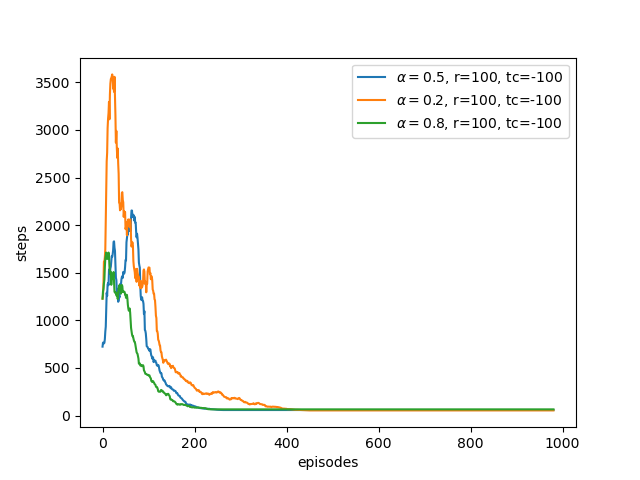 α = 0.5, r=100, tc=-100
α = 0.2, r=100, tc=-100
α = 0.8, r=100, tc=-100
3500
3000
2500
2000
1500
1000
500
0
steps
0 200 400 600 800 1000
episodes